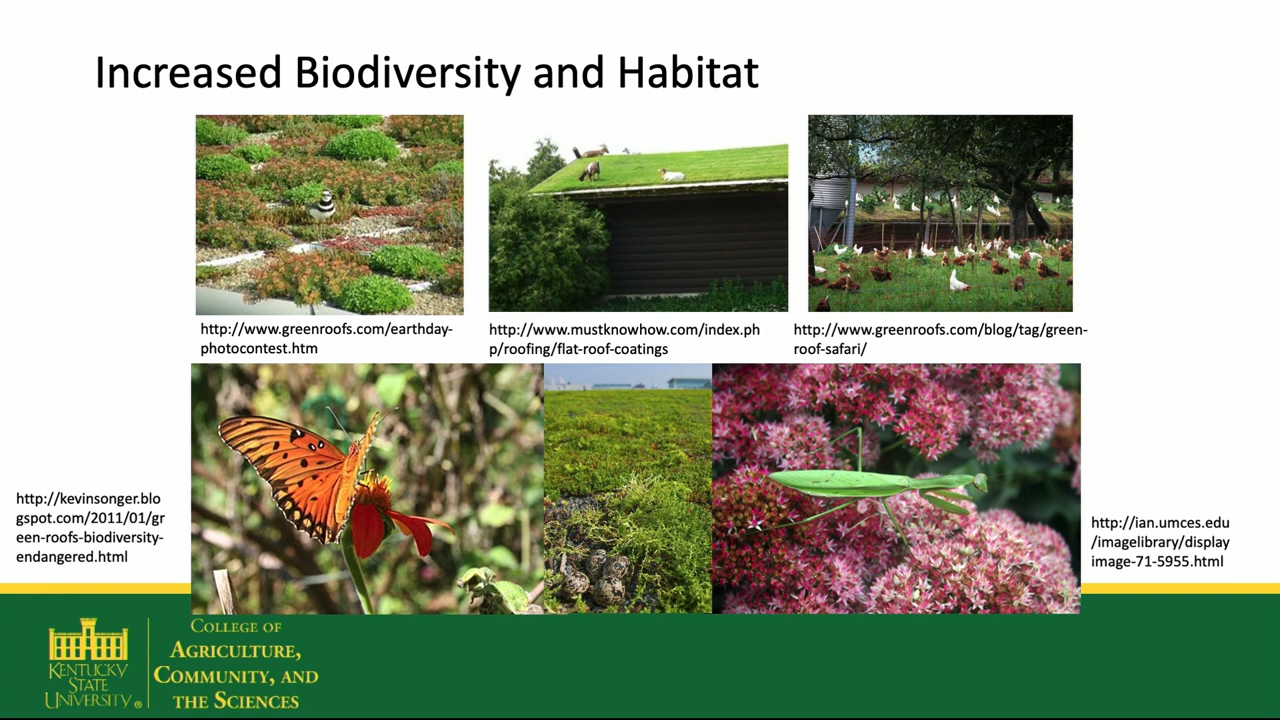 Increased Biodiversity and Habitat
http://www.greenroofs.com/earthday-
photocontest.htm
http://www.mustknowhow.com/index.ph
p/roofing/flat-roof-coatings
http://www.greenroofs.com/blog/tag/green-
roof-safari/
http://kevinsonger.blo
gspot.com/2011/01/gr
een-roofs-biodiversity-
endangered.html
http://ian.umces.edu
/imagelibrary/display
image-71-5955.html
KENTUCKY
STATE
UNIVERSITY®
COLLEGE OF
AGRICULTURE,
COMMUNITY, AND
THE SCIENCES